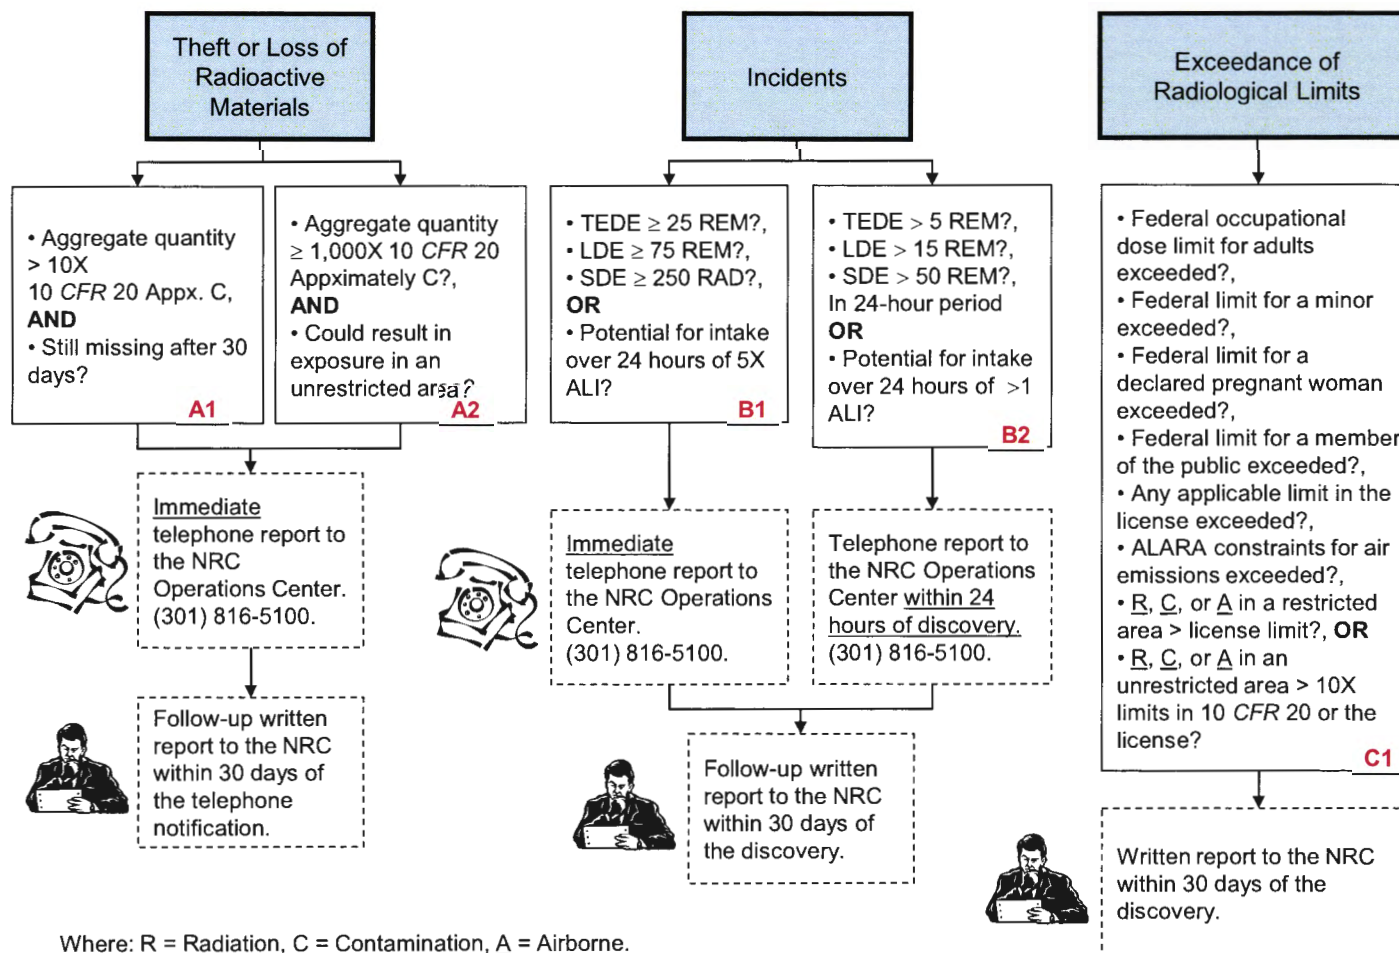 Theft or Loss of
Radioactive
Materials
• Aggregate quantity
> 10X
10 CFR 20 Appx. C,
AND
• Still missing after 30
days?
A1
• Aggregate quantity
≥ 1,000X 10 CFR 20
Appximately C?,
AND
• Could result in
exposure in an
unrestricted area?
A2
Immediate
telephone report to
the NRC
Operations Center.
(301) 816-5100.
Follow-up written
report to the NRC
within 30 days of
the telephone
notification.
Incidents
• TEDE ≥ 25 REM?,
• LDE ≥ 75 REM?,
• SDE ≥ 250 RAD?,
OR
• Potential for intake
over 24 hours of 5X
ALI?
B1
• TEDE > 5 REM?,
• LDE > 15 REM?,
• SDE > 50 REM?,
In 24-hour period
OR
• Potential for intake
over 24 hours of >1
ALI?
B2
Immediate
telephone report to
the NRC Operations
Center.
(301) 816-5100.
Telephone report to
the NRC Operations
Center within 24
hours of discovery.
(301) 816-5100.
Follow-up written
report to the NRC
within 30 days of
the discovery.
Exceedance of
Radiological Limits
• Federal occupational
dose limit for adults
exceeded?,
• Federal limit for a minor
exceeded?,
• Federal limit for a
declared pregnant woman
exceeded?,
• Federal limit for a member
of the public exceeded?,
• Any applicable limit in the
license exceeded?,
• ALARA constraints for air
emissions exceeded?,
• R, C, or A in a restricted
area > license limit?, OR
• R, C, or A in an
unrestricted area > 10X
limits in 10 CFR 20 or the
license?
C1
Written report to the NRC
within 30 days of the
discovery.
Where: R = Radiation, C = Contamination, A = Airborne.